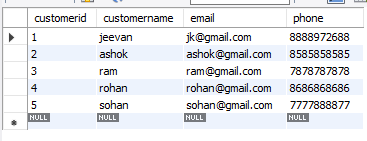 customerid customername email phone
1 jeevan jk@gmail.com 8888972688
2 ashok ashok@gmail.com 8585858585
3 ram ram@gmail.com 7878787878
4 rohan rohan@gmail.com 8686868686
5 sohan sohan@gmail.com 7777888877
NULL NULL NULL NULL